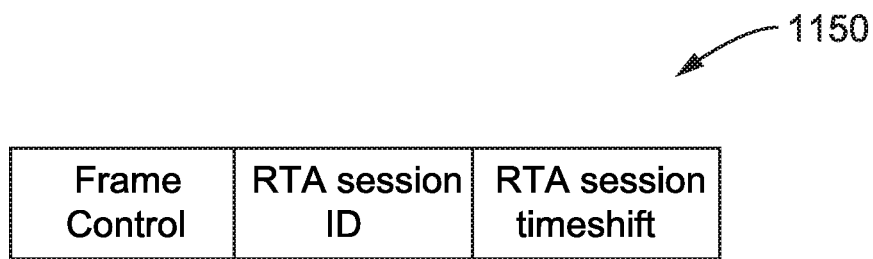 1150
Frame Control
RTA session ID
RTA session timeshift